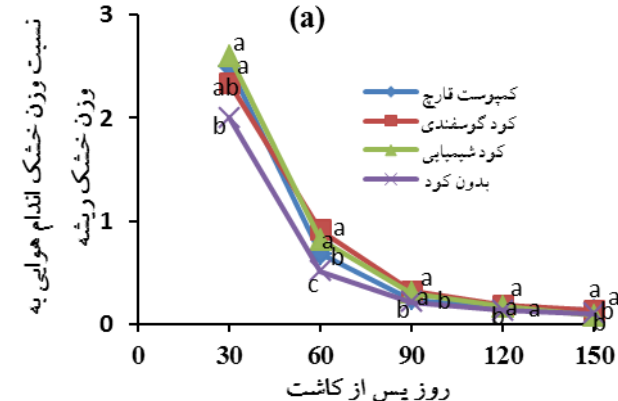 (a)
نسبت وزن خشک اندام هوایی به
وزن خشک ریشه
3
2
1
0
کمپوست قارچ
کود گوسفندی
کود شیمیایی
بدون کود
a
a
ab
b
a
a
b
c
a
a
b
b
a
a
a
b
a
a
b
b
0
30
60
90
120
150
روز پس از کاشت